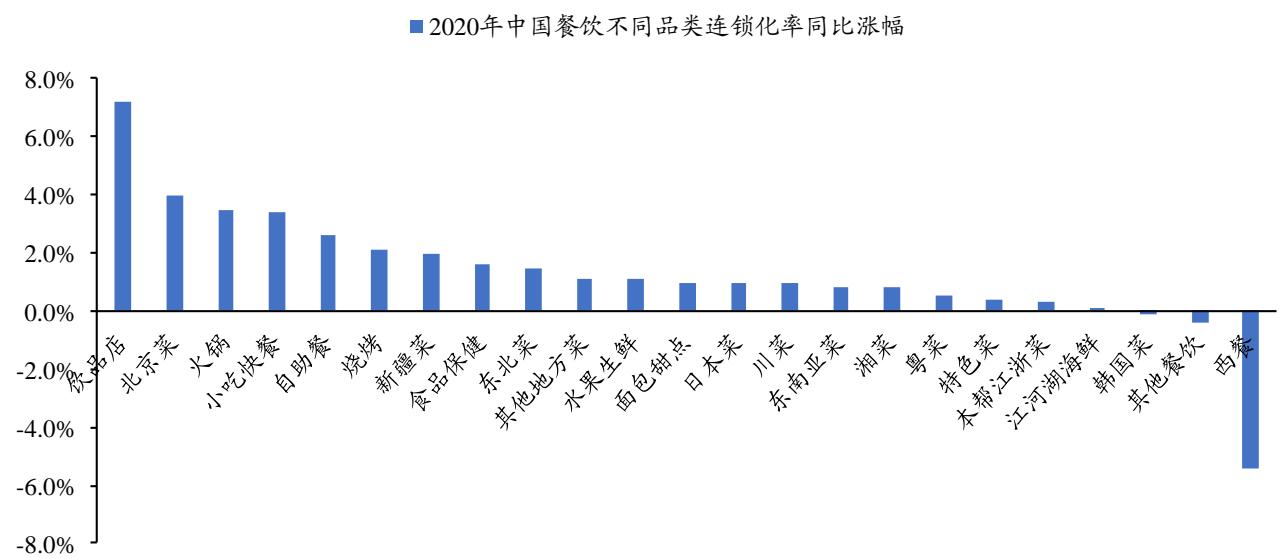 2020年中国餐饮不同品类连锁化率同比涨幅
8.0%
6.0%
4.0%
2.0%
0.0%
-2.0%
-4.0%
-6.0%
-8.0%
饮品店
北京菜
火锅
小吃快餐
自助餐
烧烤
新疆菜
食品保健
东北菜
其他地方菜
水果生鲜
面包甜点
日本菜
川菜
东南亚菜
湘菜
粤菜
特色菜
本帮江浙菜
江河湖海鲜
韩国菜
其他餐饮
西餐